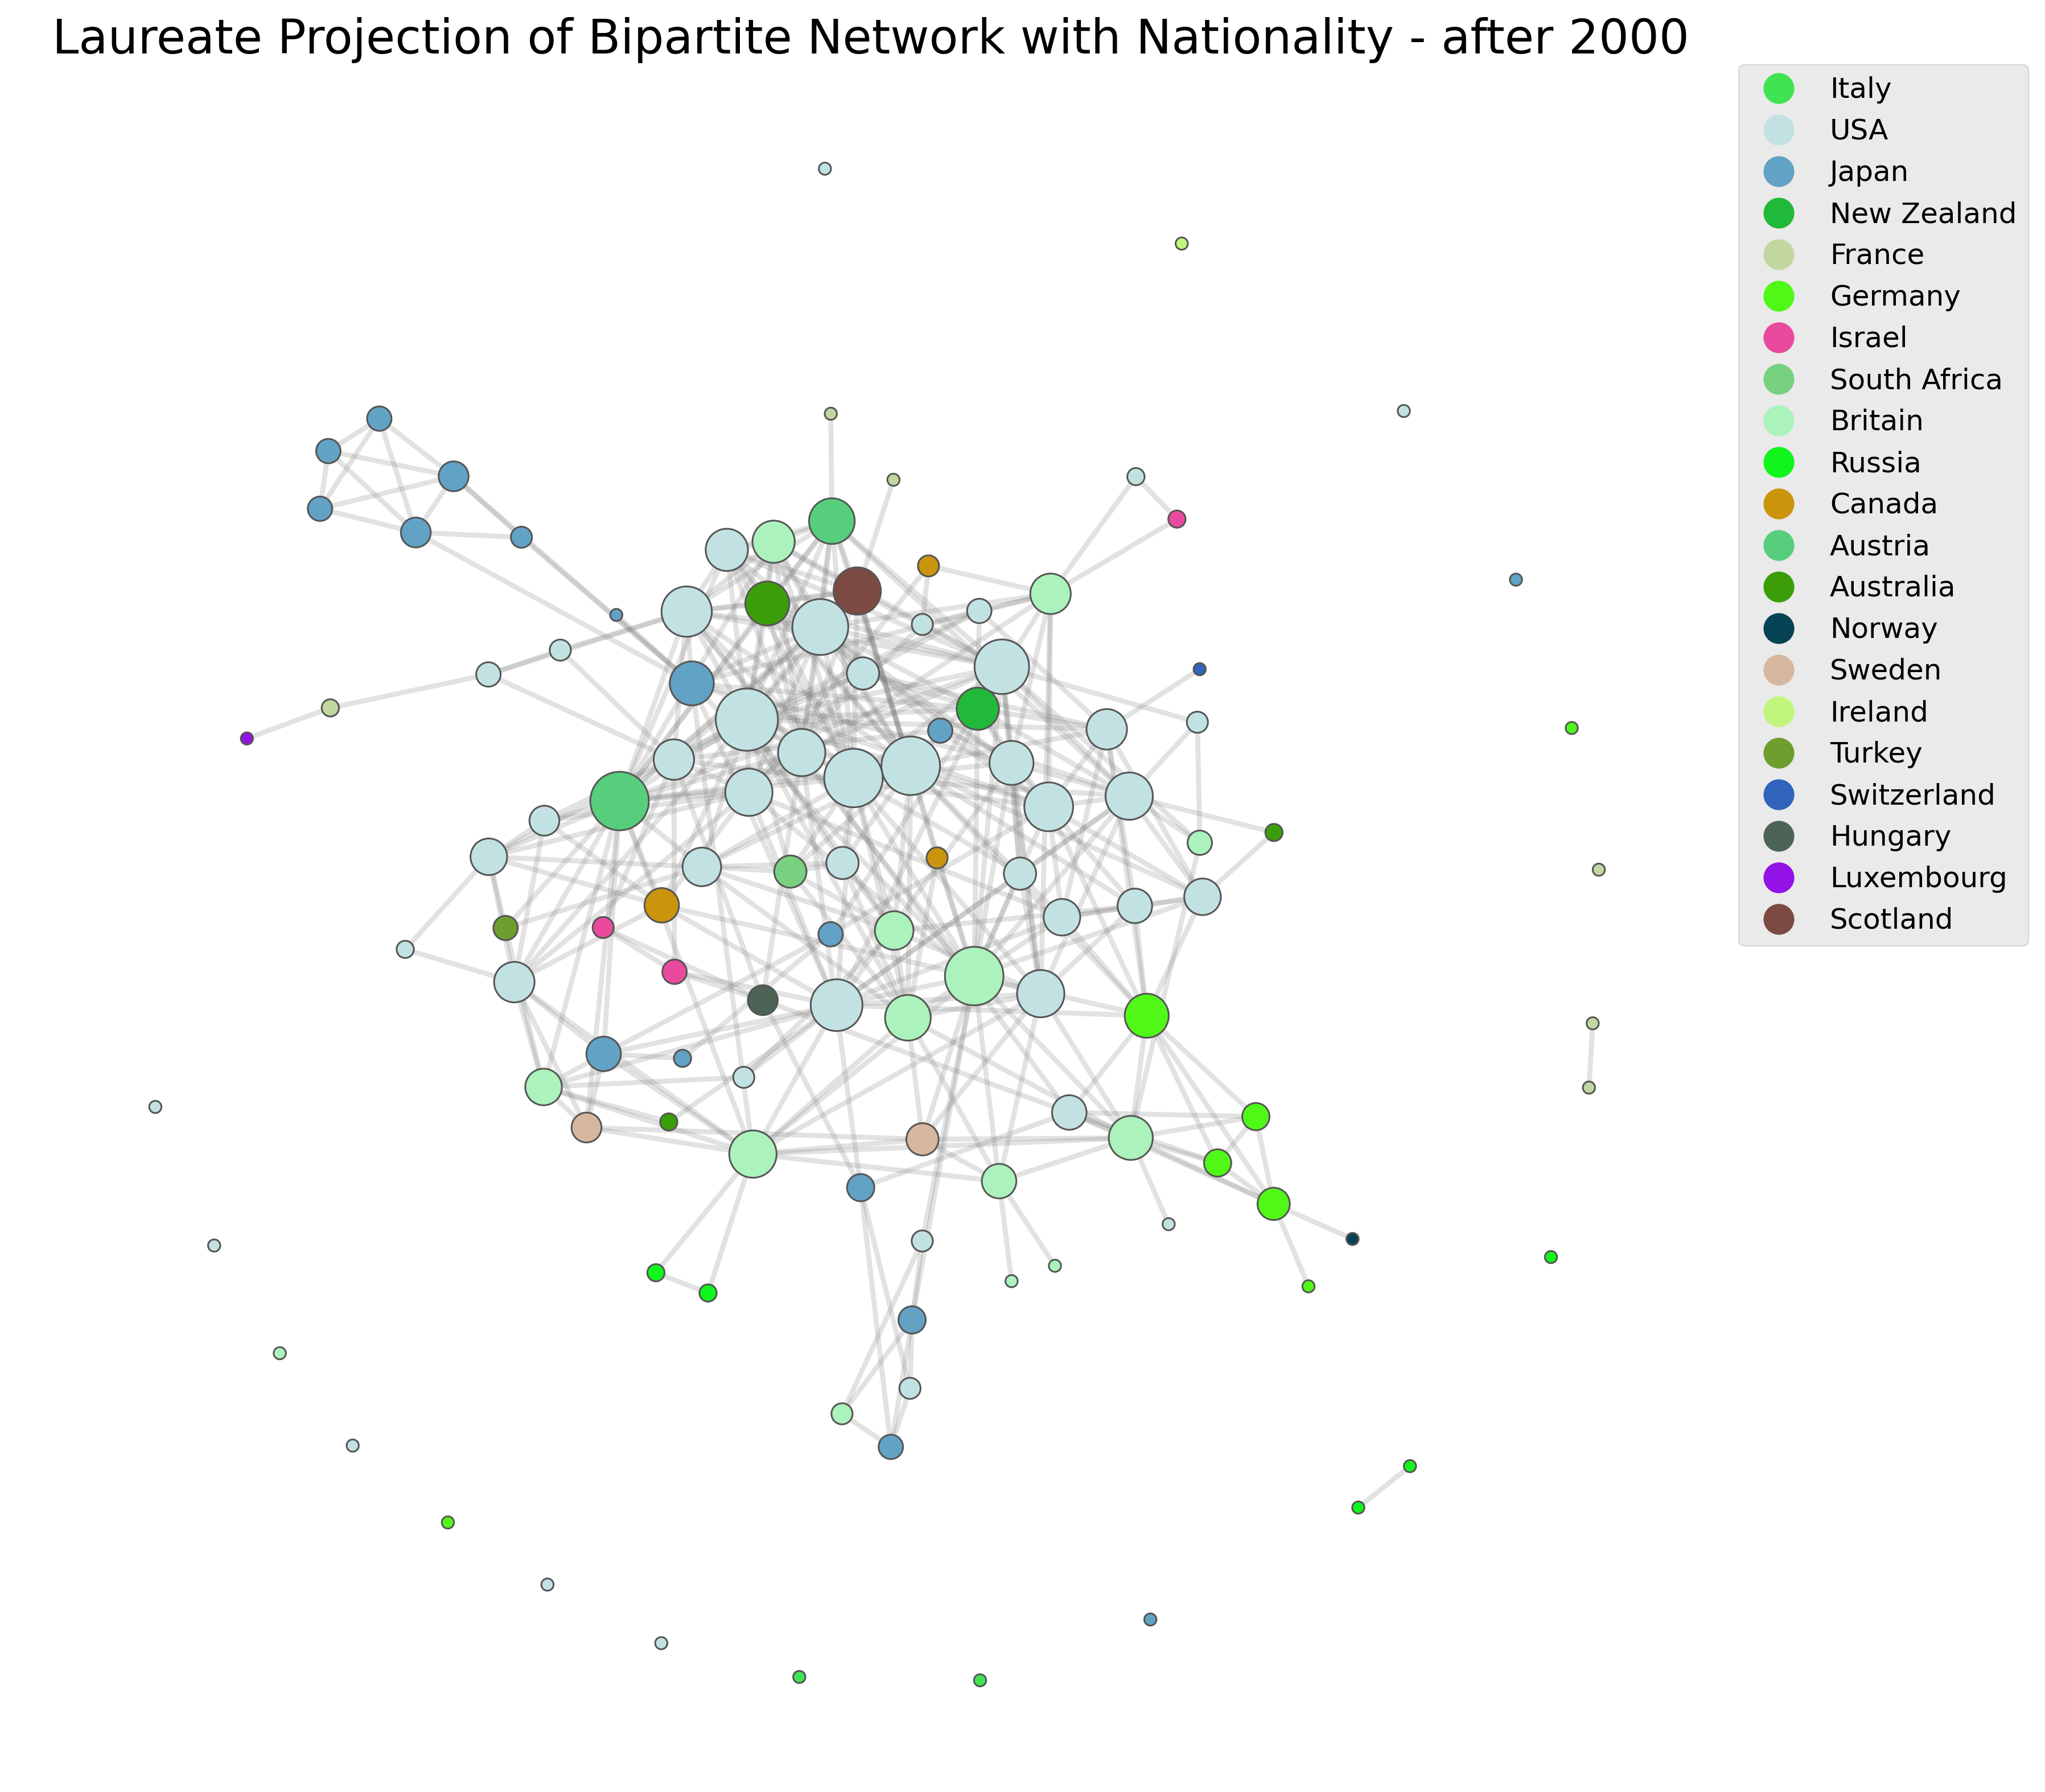 Laureate Projection of Bipartite Network with Nationality - after 2000
Italy
USA
Japan
New Zealand
France
Germany
Israel
South Africa
Britain
Russia
Canada
Austria
Australia
Norway
Sweden
Ireland
Turkey
Switzerland
Hungary
Luxembourg
Scotland